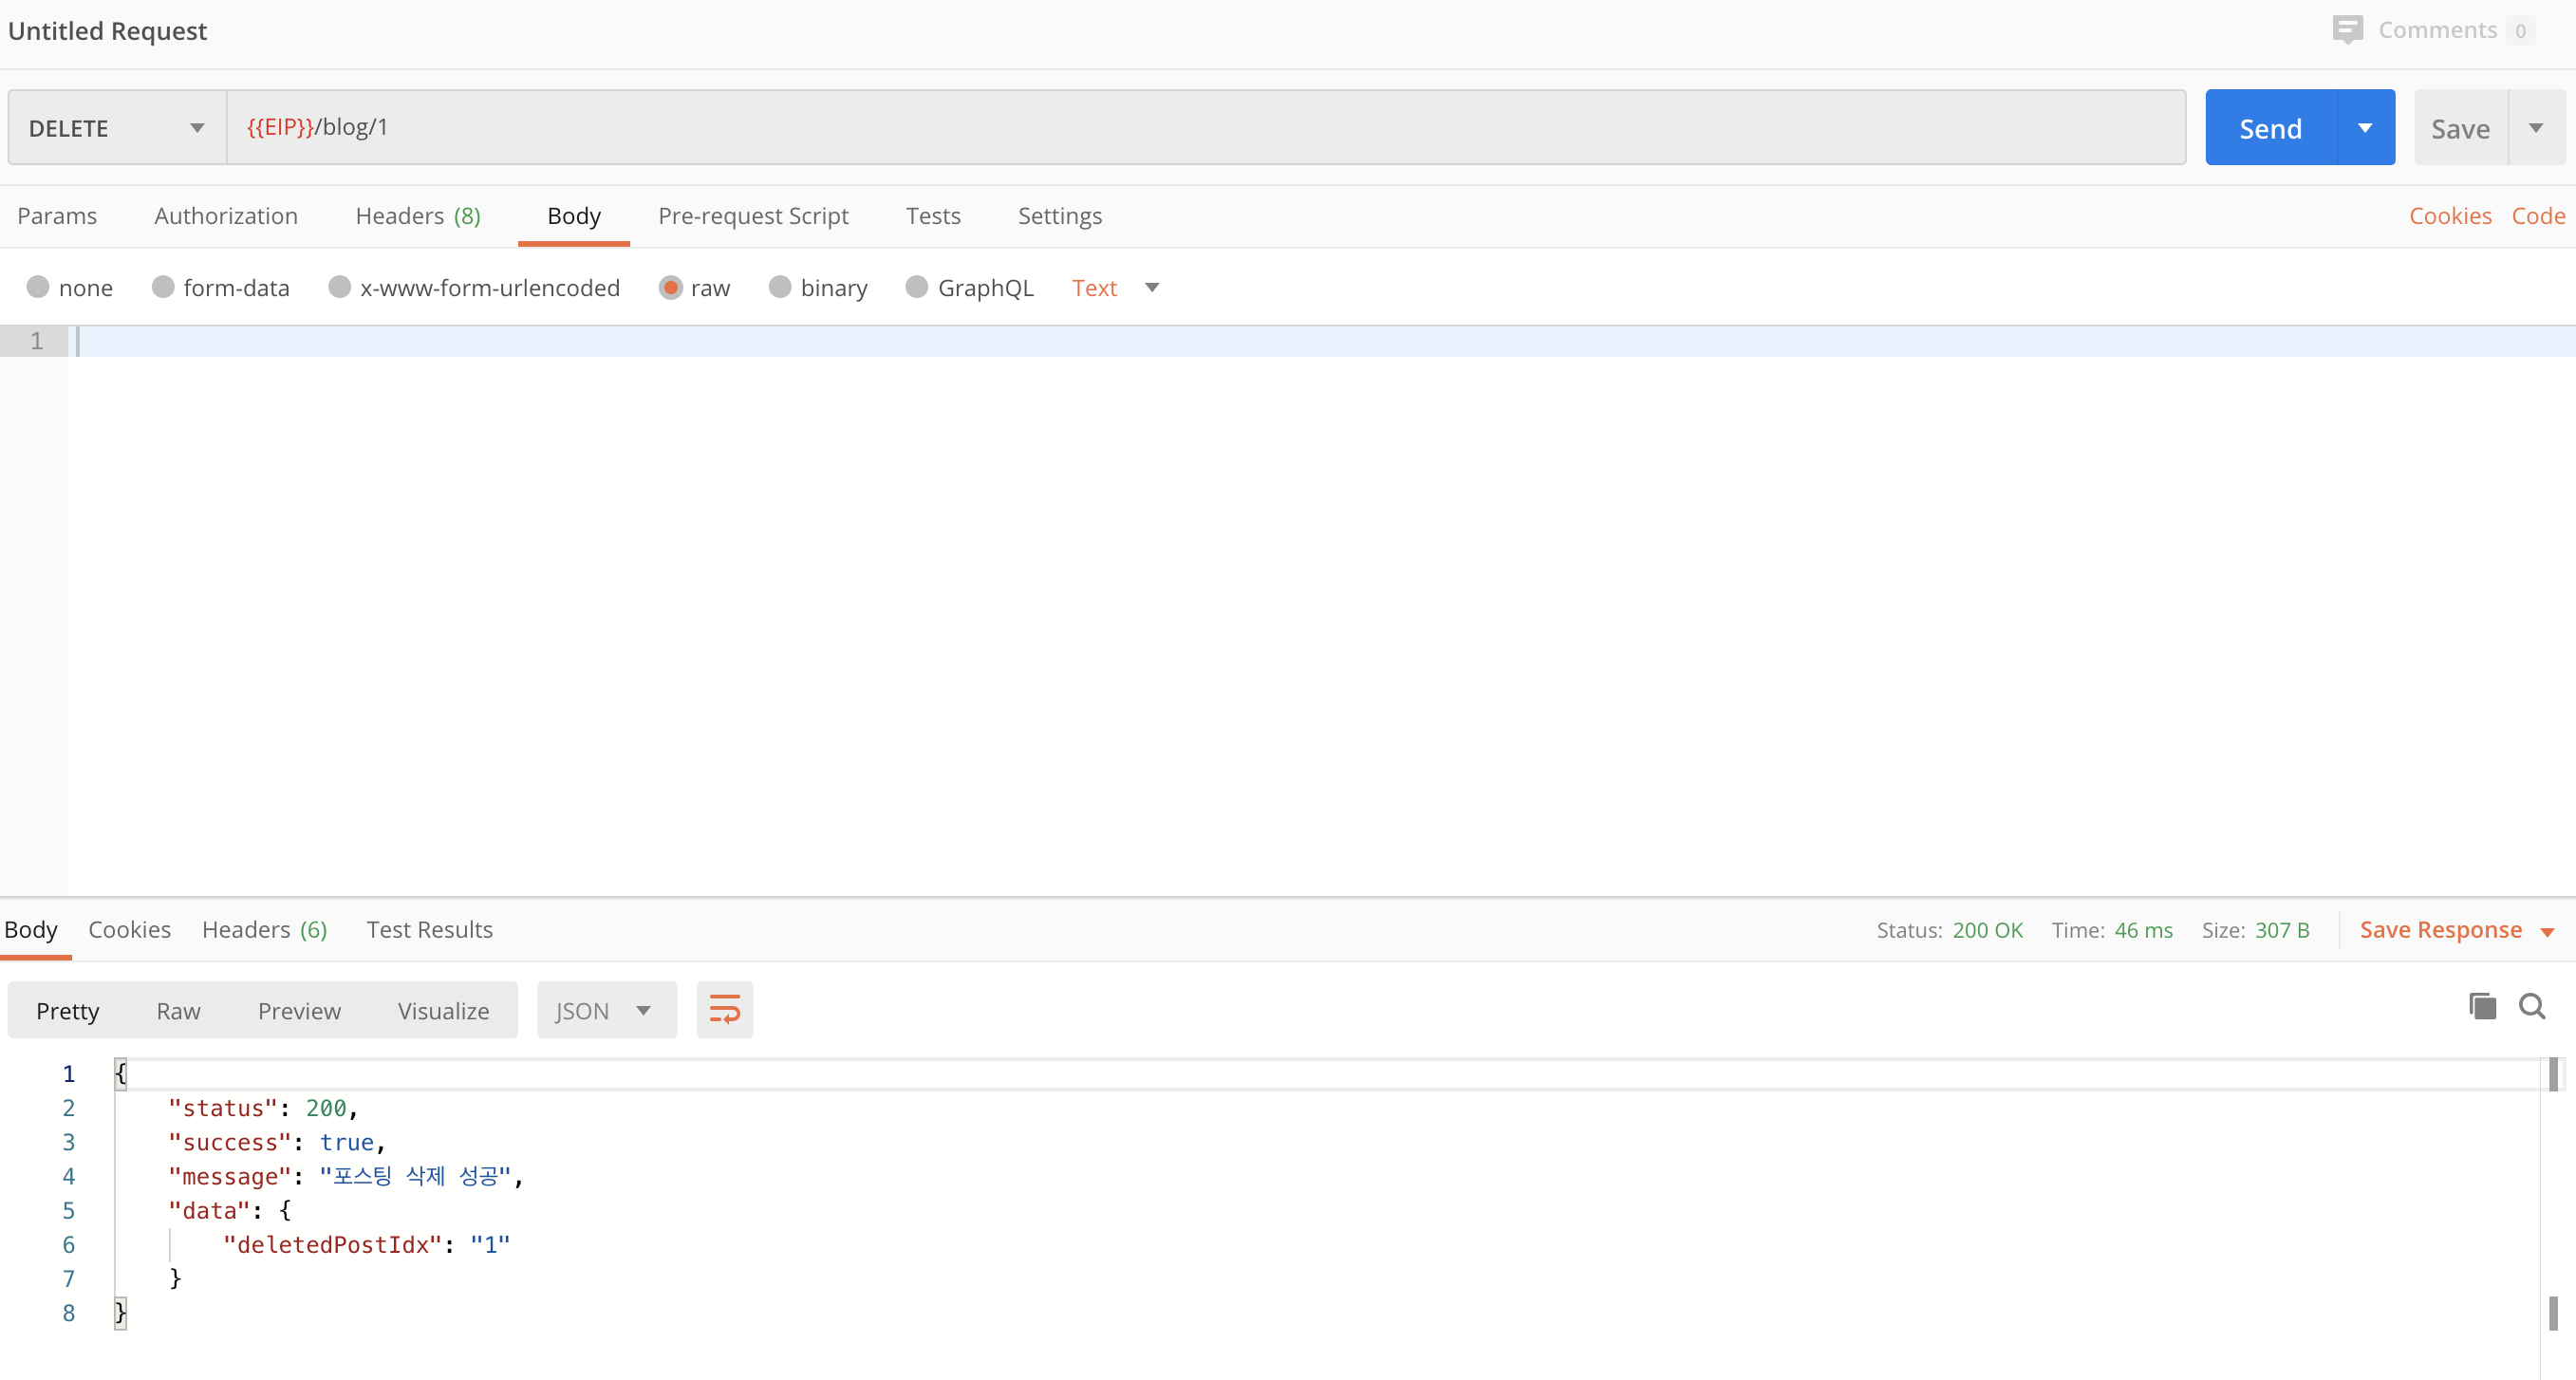 Untitled Request Comments 0
DELETE {{EIP}}/blog/1 Send Save
Params Authorization Headers (8) Body Pre-request Script Tests Settings Cookies Code
none form-data x-www-form-urlencoded raw binary GraphQL Text
1
Body Cookies Headers (6) Test Results Status: 200 OK Time: 46 ms Size: 307 B Save Response
Pretty Raw Preview Visualize JSON
1 {
2 "status": 200,
3 "success": true,
4 "message": "포스팅 삭제 성공",
5 "data": {
6 "deletedPostIdx": "1"
7 }
8 }